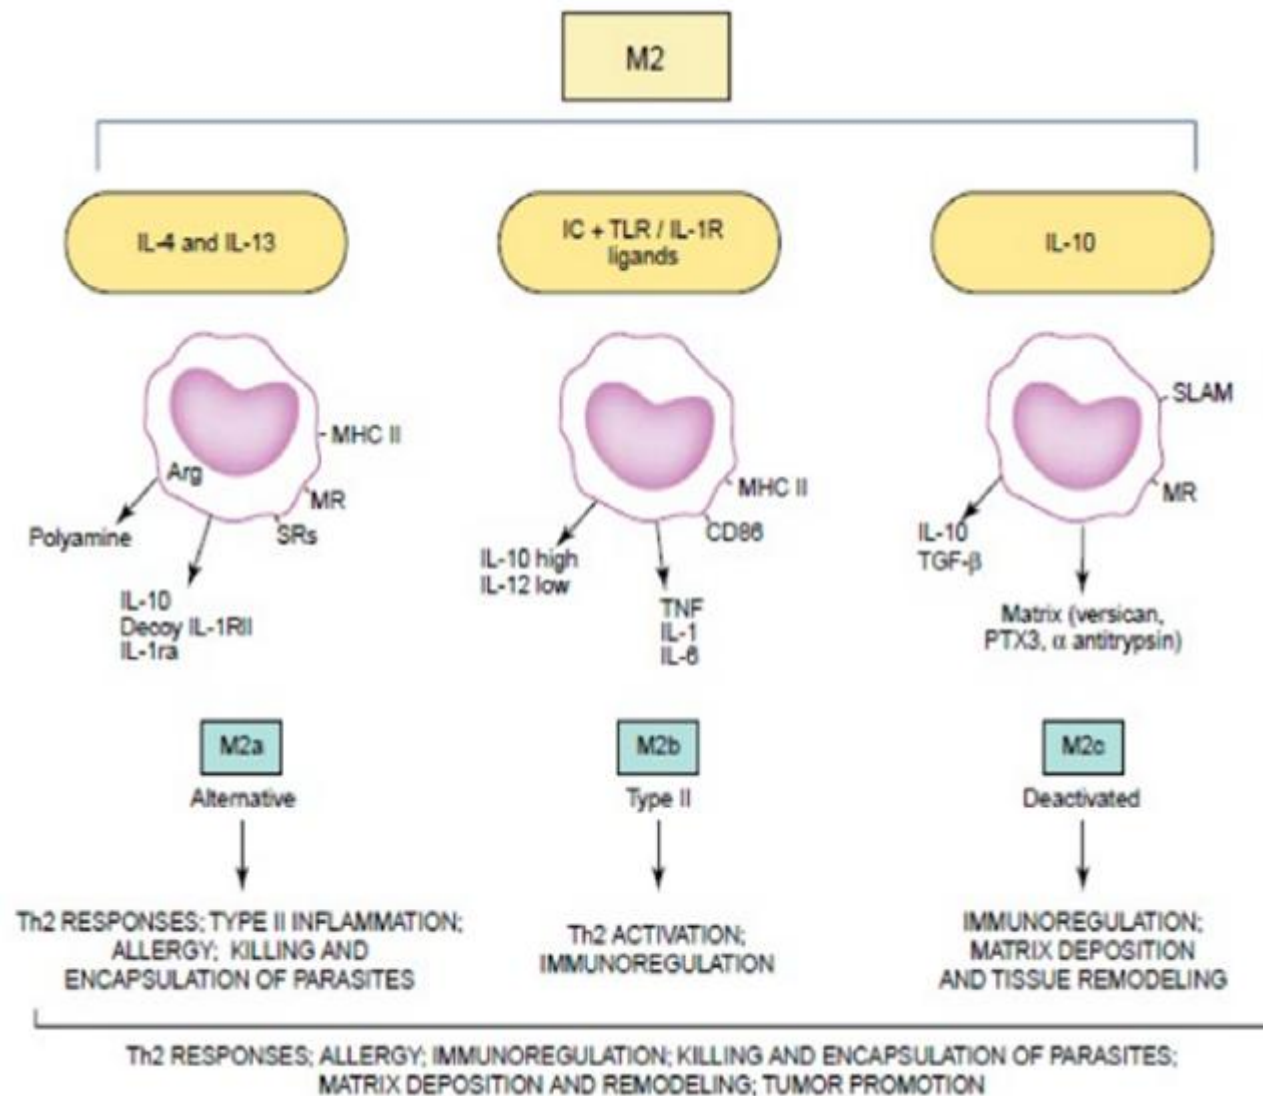 M2
IL-4 and IL-13
IC + TLR / IL-1R
ligands
IL-10
MHC II
Arg
MR
SRs
Polyamine
IL-10
Decoy IL-1RII
IL-1ra
MHC II
CD86
IL-10 high
IL-12 low
TNF
IL-1
IL-6
SLAM
MR
IL-10
TGF-β
Matrix (versican,
PTX3, α antitrypsin)
M2a
Alternative
M2b
Type II
M2c
Deactivated
Th2 RESPONSES; TYPE II INFLAMMATION;
ALLERGY; KILLING AND
ENCAPSULATION OF PARASITES
Th2 ACTIVATION;
IMMUNOREGULATION
IMMUNOREGULATION;
MATRIX DEPOSITION
AND TISSUE REMODELING
Th2 RESPONSES; ALLERGY; IMMUNOREGULATION; KILLING AND ENCAPSULATION OF PARASITES;
MATRIX DEPOSITION AND REMODELING; TUMOR PROMOTION